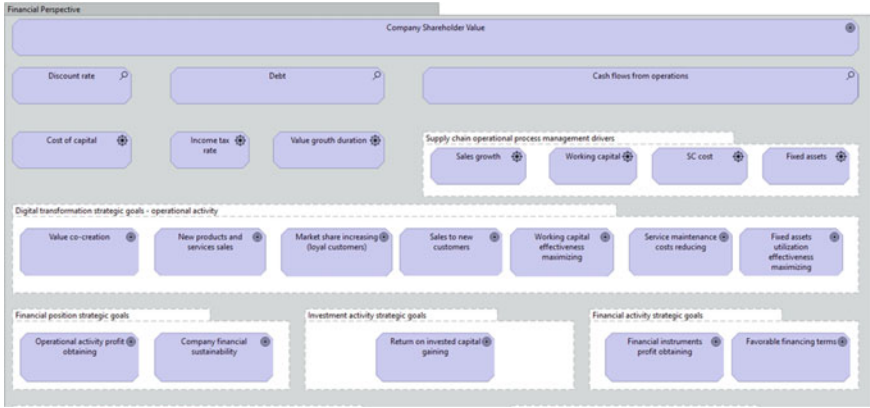 Financial Perspective
Company Shareholder Value
Discount rate
Debt
Cash flows from operations
Cost of capital
Income tax
rate
Value grouth duration
Supply chain operational process management drivers
Sales growth
Working capital
SC cost
Fixed assets
Digital transformation strategic goals - operational activity
Value co-creation
New products and
services sales
Market share increasing
(loyal customers)
Sales to new
customers
Working capital
effectiveness
maximizing
Service maintenance
costs reducing
Fixed assets
utilization
effectiveness
maximizing
Financial position strategic goals
Operational activity profit
obtaining
Company financial
sustainability
Investment activity strategic goals
Return on invested capital
gaining
Financial activity strategic goals
Financial instruments
profit obtaining
Favorable financing terms